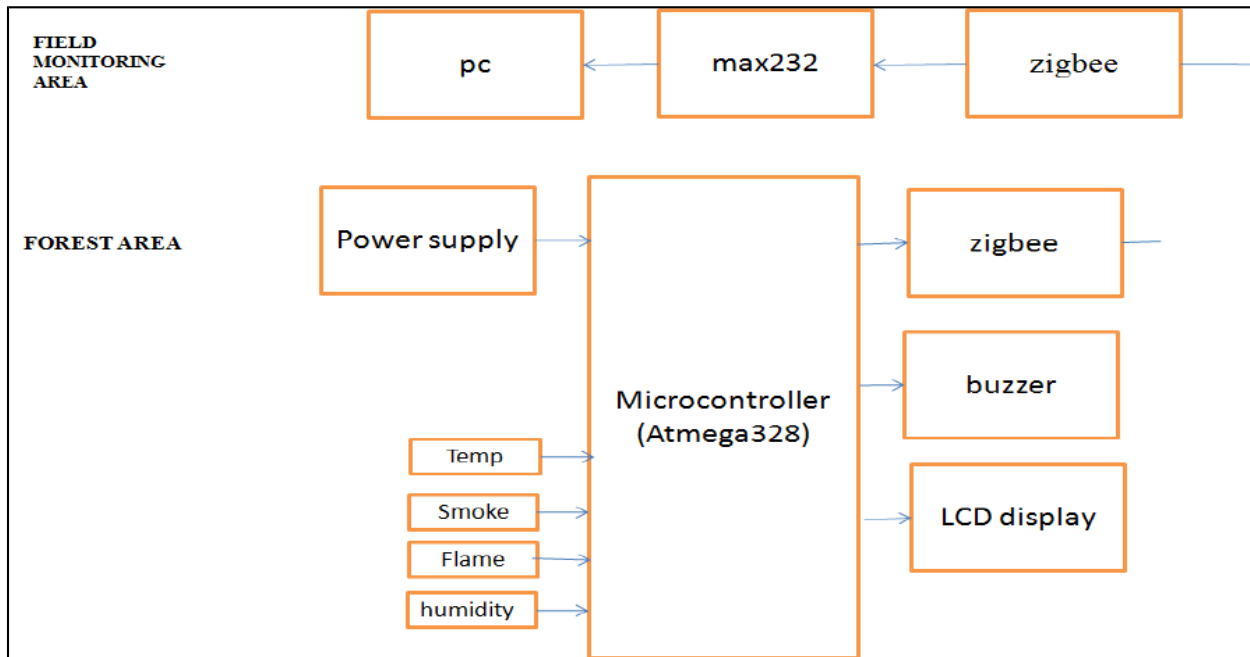 FIELD
MONITORING
AREA
pc
max232
zigbee
FOREST AREA
Power supply
Microcontroller
(Atmega328)
zigbee
buzzer
LCD display
Temp
Smoke
Flame
humidity